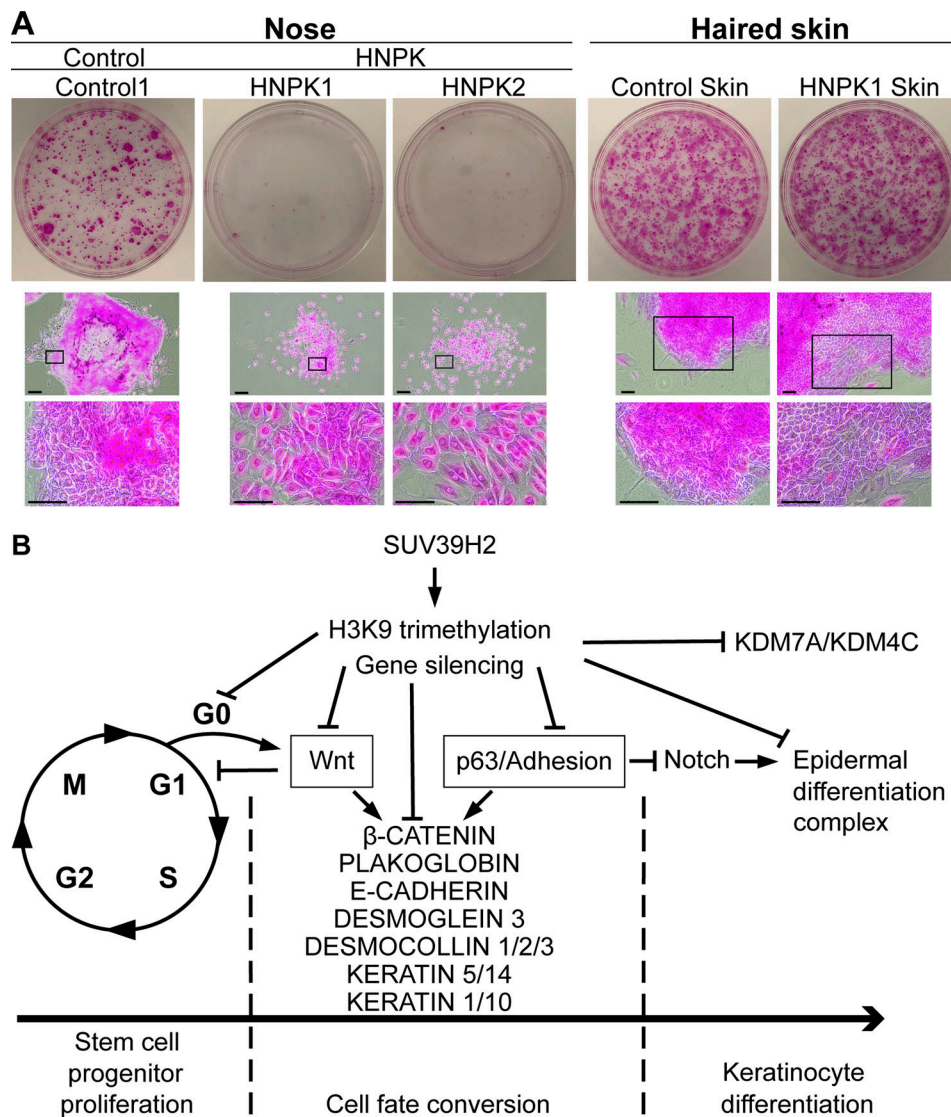 A
Nose
Haired skin
Control
HNPK
Control1
HNPK1
HNPK2
Control Skin
HNPK1 Skin
B
SUV39H2
H3K9 trimethylation
Gene silencing
KDM7A/KDM4C
G0
M
G1
G2
S
Wnt
p63/Adhesion
Notch
Epidermal
differentiation
complex
β-CATENIN
PLAKOGLOBIN
E-CADHERIN
DESMOGLEIN 3
DESMOCOLLIN 1/2/3
KERATIN 5/14
KERATIN 1/10
Stem cell
progenitor
proliferation
Cell fate conversion
Keratinocyte
differentiation